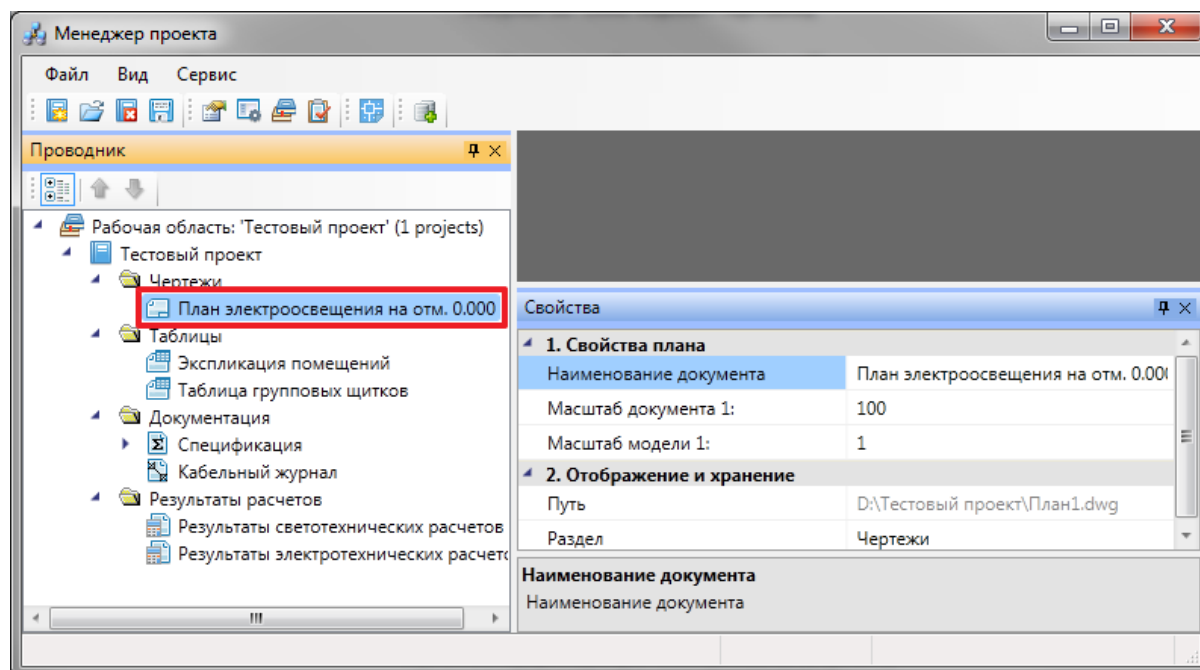 Менеджер проекта
Файл Вид Сервис
Проводник
Рабочая область: 'Тестовый проект' (1 projects)
Тестовый проект
Чертежи
План электроосвещения на отм. 0.000
Таблицы
Экспликация помещений
Таблица групповых щитков
Документация
Спецификация
Кабельный журнал
Результаты расчетов
Результаты светотехнических расчетов
Результаты электротехнических расчет
Свойства
1. Свойства плана
Наименование документа План электроосвещения на отм. 0.00
Масштаб документа 1: 100
Масштаб модели 1: 1
2. Отображение и хранение
Путь D:\Тестовый проект\План1.dwg
Раздел Чертежи
Наименование документа
Наименование документа